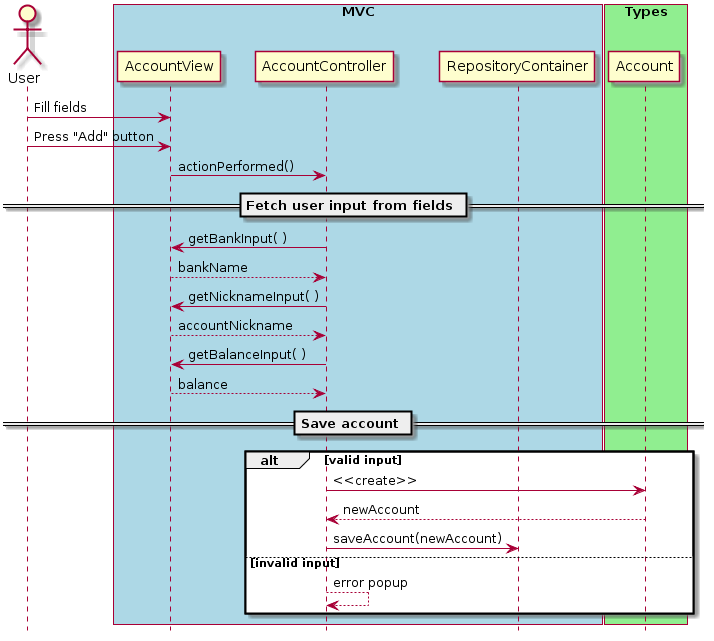 MVC
Types
User
AccountView
AccountController
RepositoryContainer
Account
Fill fields
Press "Add" button
actionPerformed()
Fetch user input from fields
getBankInput( )
bankName
getNicknameInput( )
accountNickname
getBalanceInput( )
balance
Save account
alt [valid input]
<<create>>
newAccount
saveAccount(newAccount)
[invalid input]
error popup